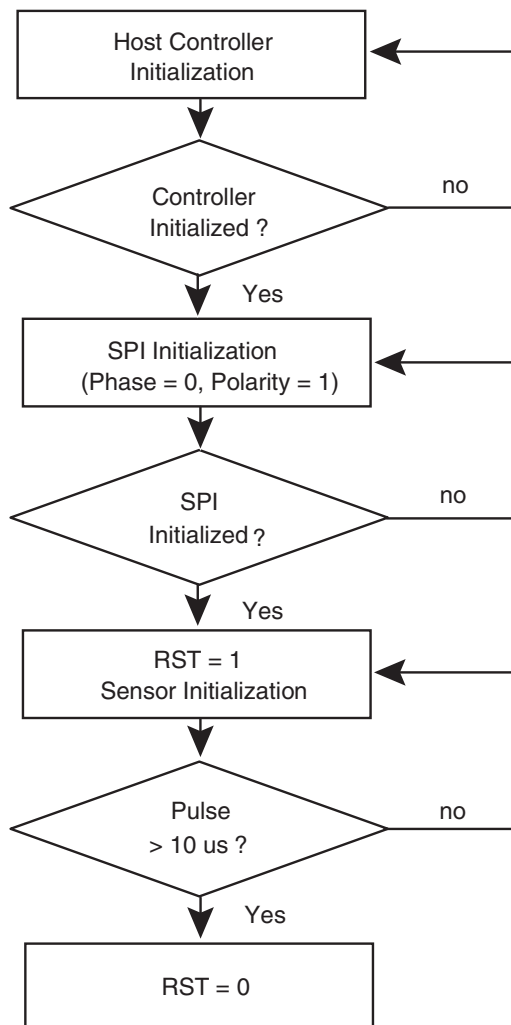 Host Controller
Initialization
Controller
Initialized ?
no
Yes
SPI Initialization
(Phase = 0, Polarity = 1)
SPI
Initialized ?
no
Yes
RST = 1
Sensor Initialization
Pulse
> 10 us ?
no
Yes
RST = 0